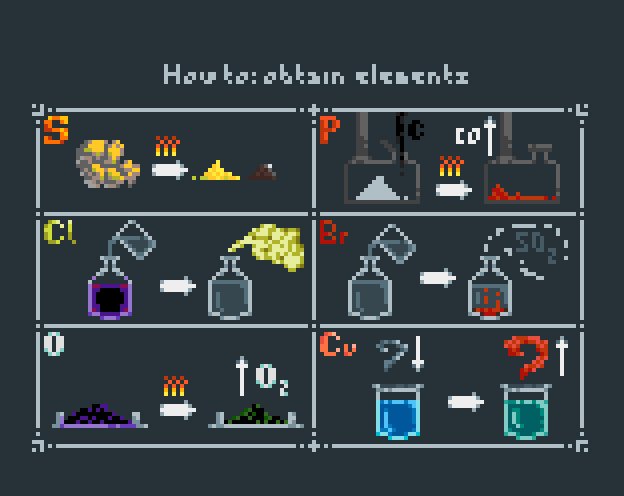 How to: obtain elements
S
P
C
CO↑
Cl
Br
SO₂
O
O₂
Cu